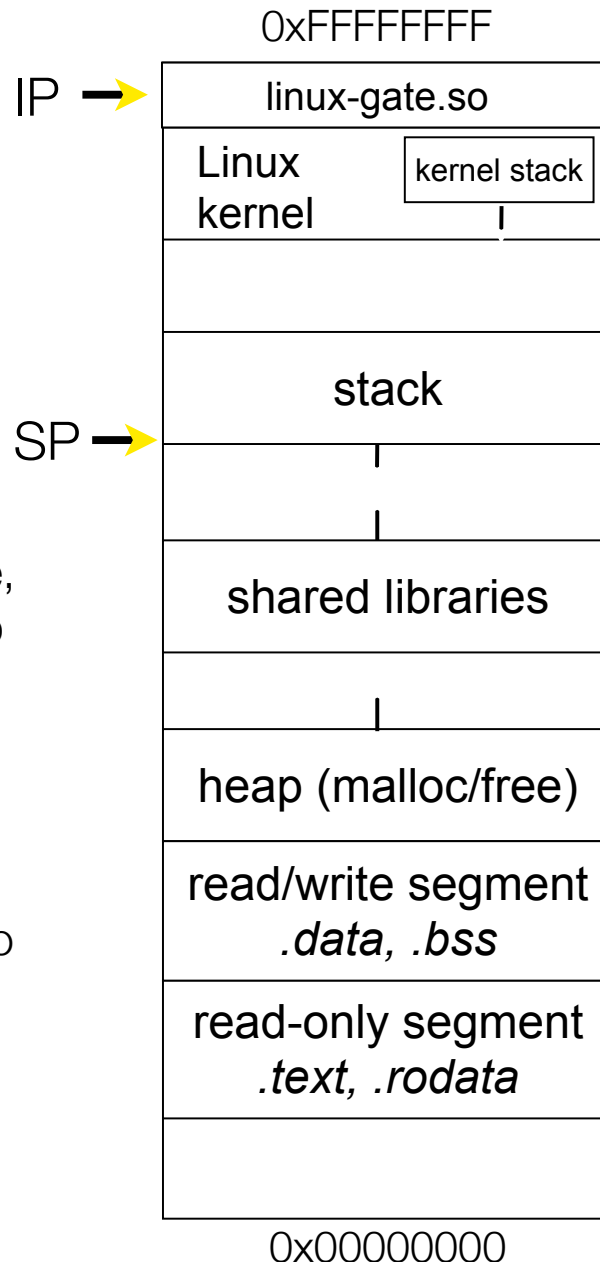 0xFFFFFFFF
IP
linux-gate.so
Linux
kernel
kernel stack
stack
SP
shared libraries
heap (malloc/free)
read/write segment
.data, .bss
read-only segment
.text, .rodata
0x00000000